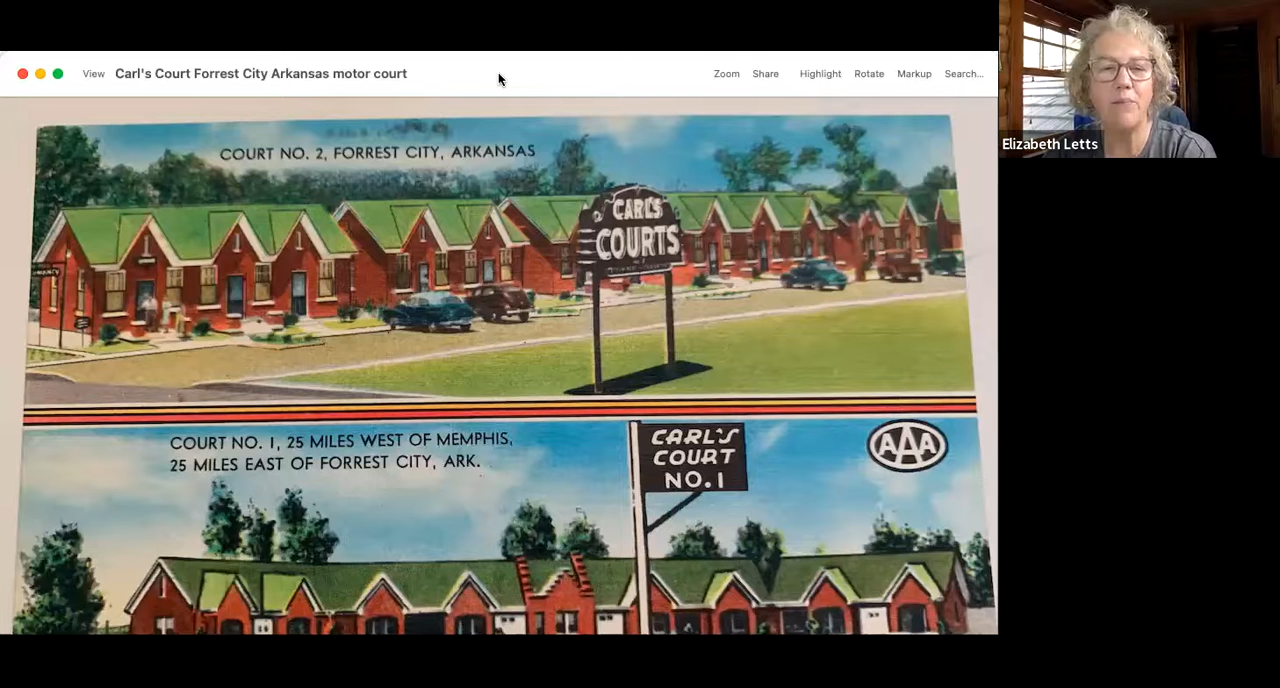 View
Carl's Court Forrest City Arkansas motor court
Zoom
Share
Highlight
Rotate
Markup
Search...
Elizabeth Letts
COURT NO. 2, FORREST CITY, ARKANSAS
CARL'S
COURTS
COURT NO. 1, 25 MILES WEST OF MEMPHIS,
25 MILES EAST OF FORREST CITY, ARK.
CARL'S
COURT
NO. 1
AAA